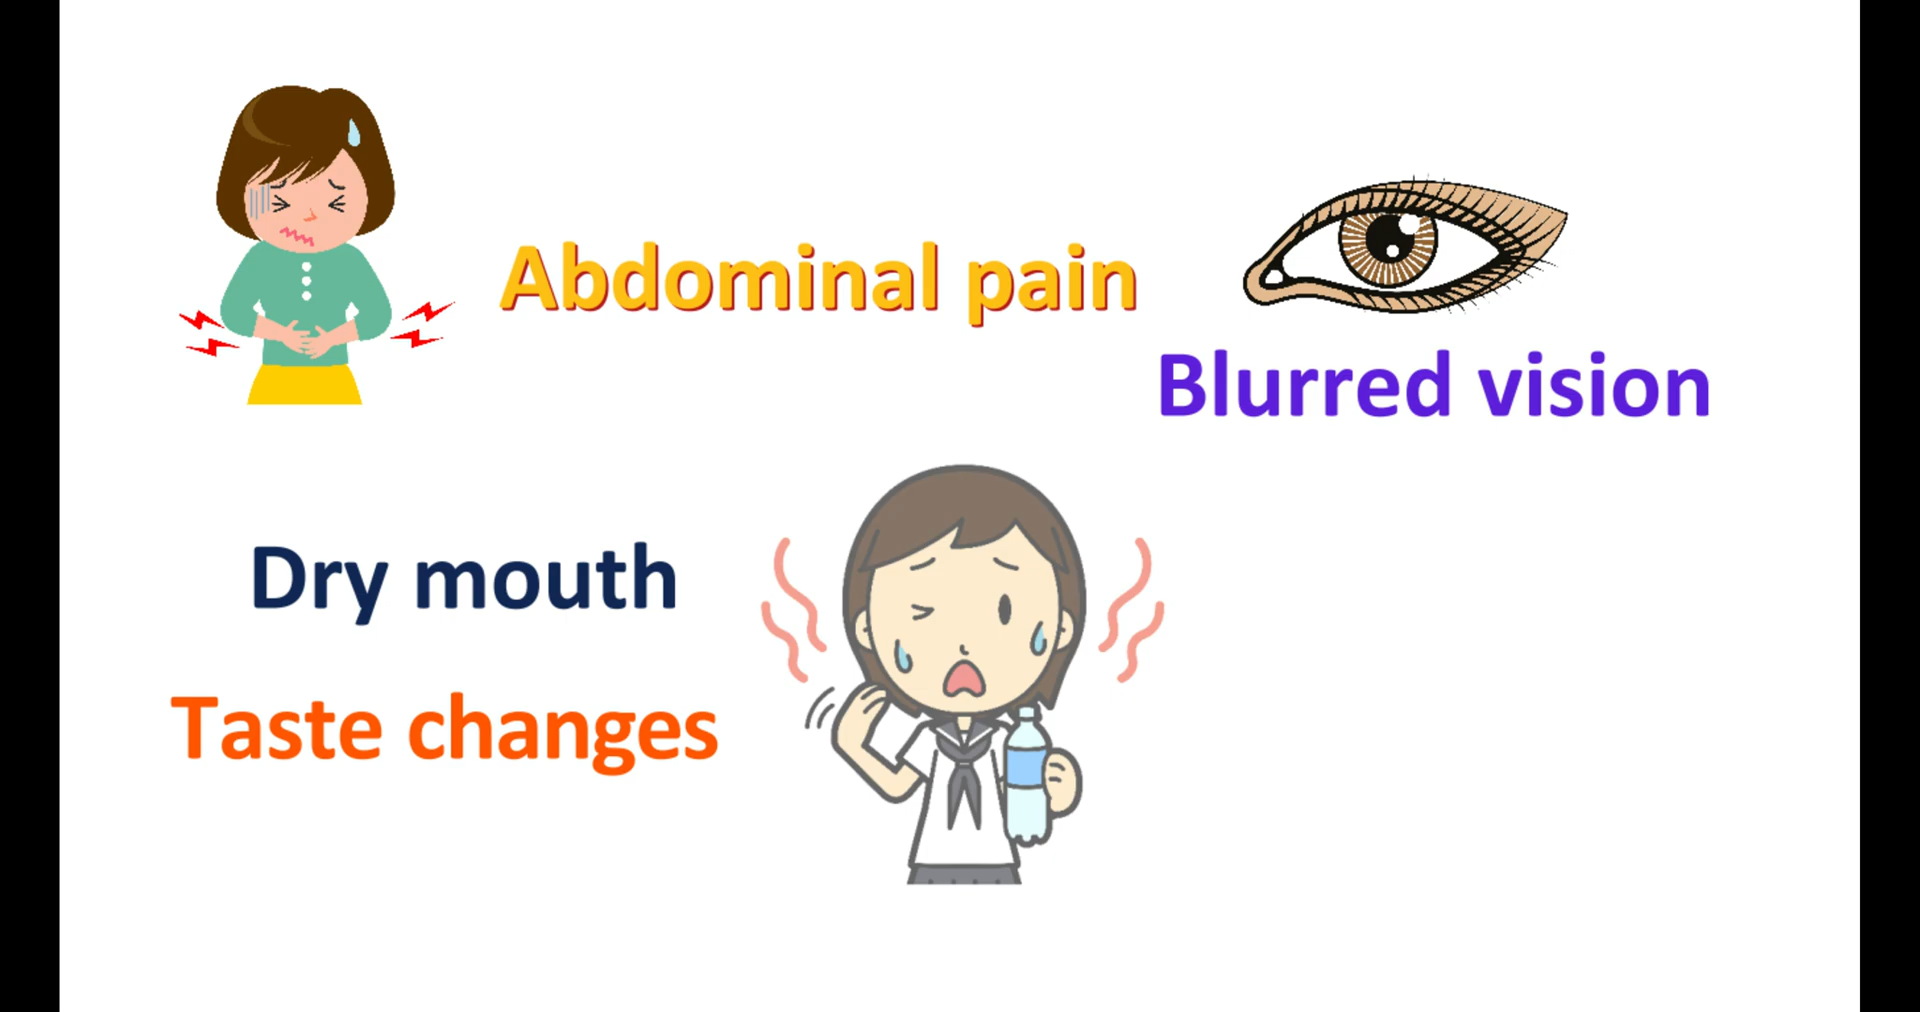 Abdominal pain
Blurred vision
Dry mouth
Taste changes